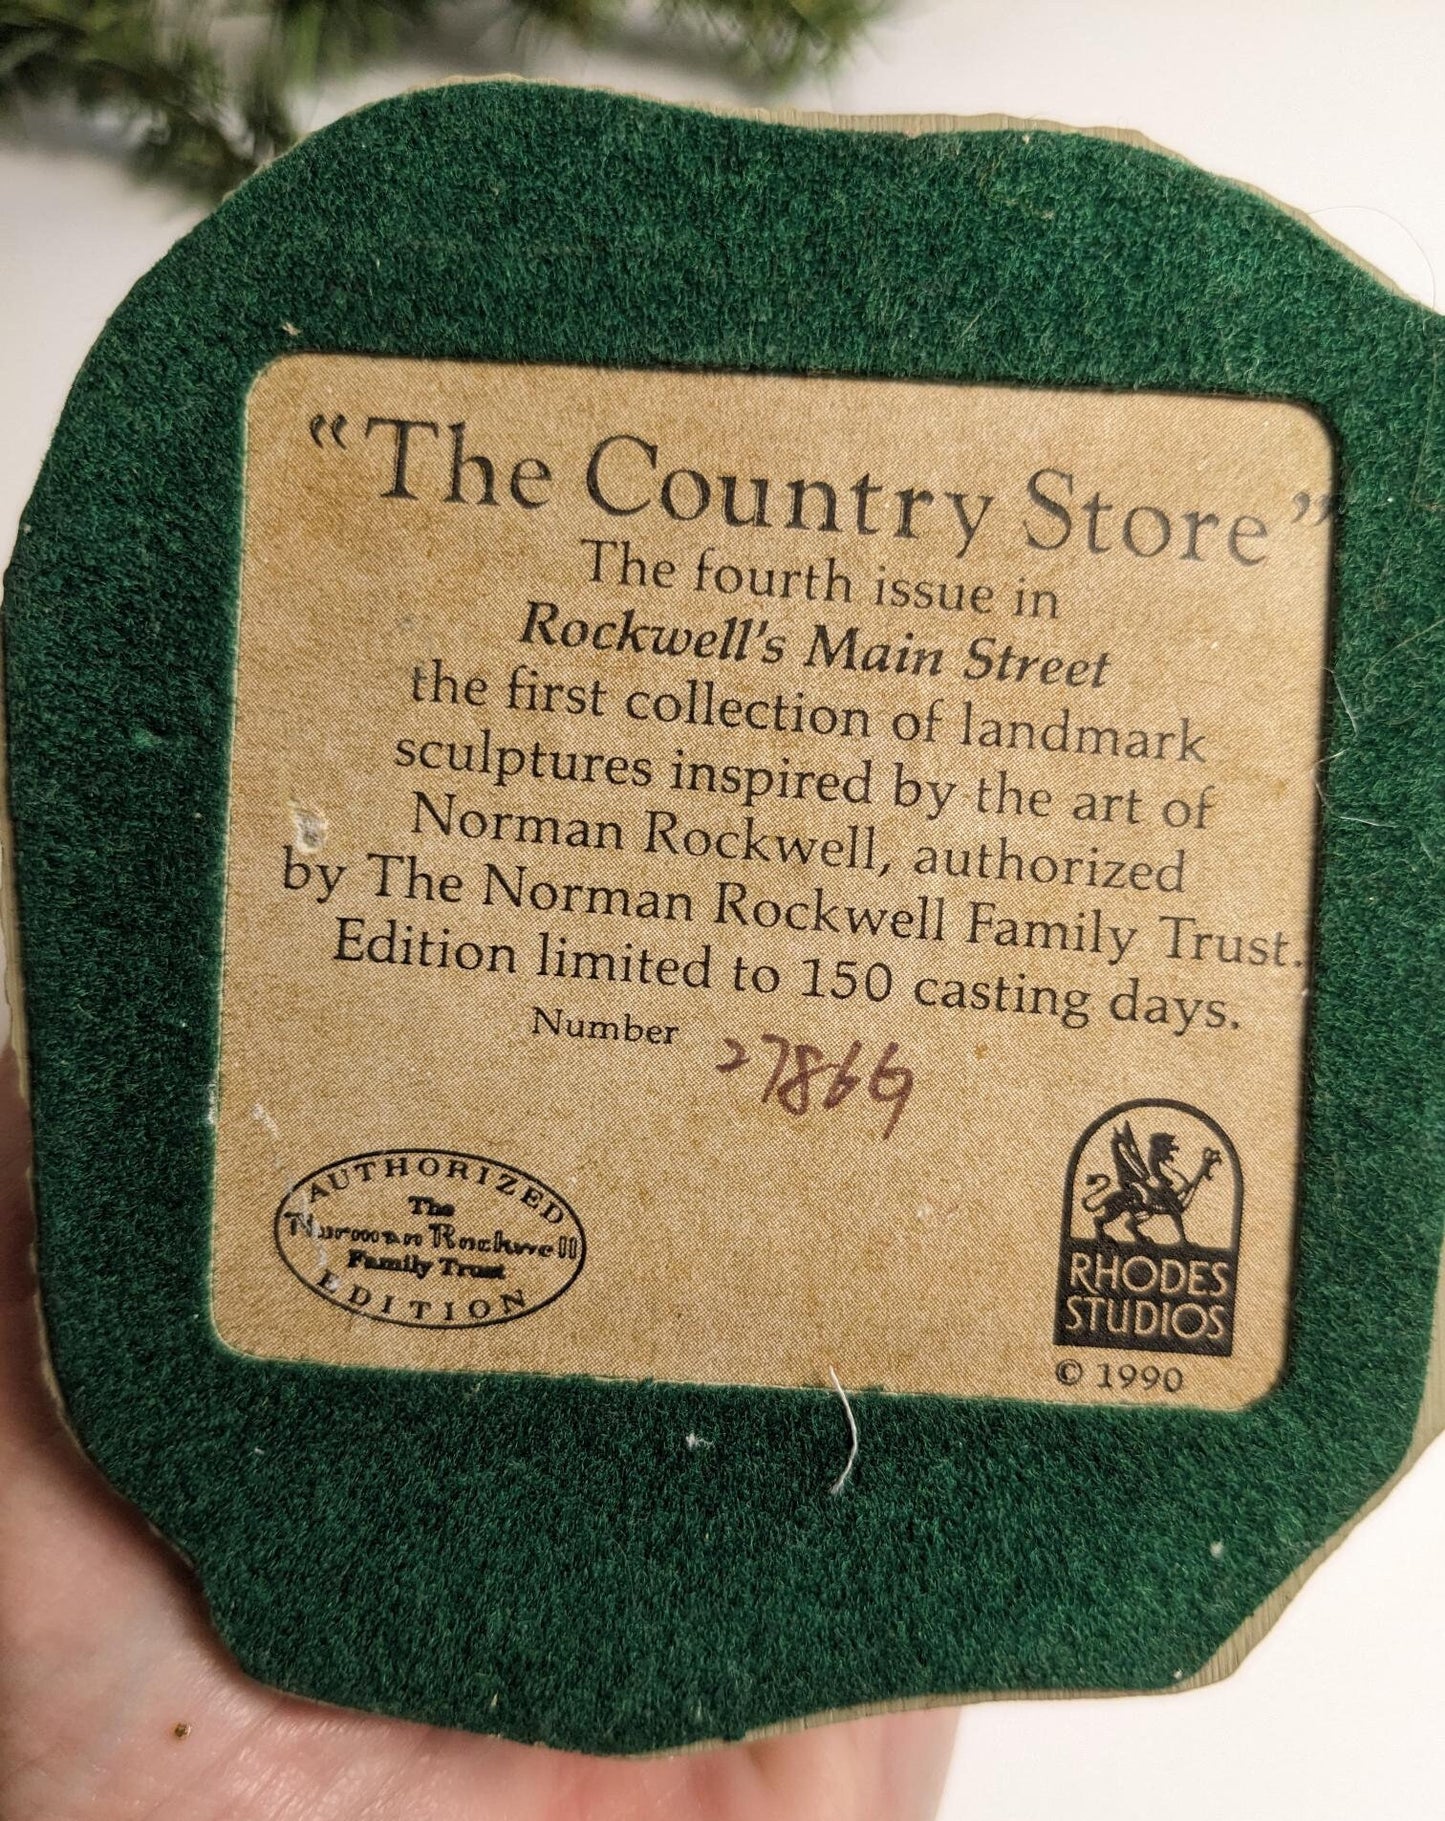 “The Country Store”
The fourth issue in
Rockwell's Main Street
the first collection of landmark
sculptures inspired by the art of
Norman Rockwell, authorized
by The Norman Rockwell Family Trust.
Edition limited to 150 casting days.
Number 27869
AUTHORIZED
The
Norman Rockwell
Family Trust
EDITION
RHODES
STUDIOS
© 1990